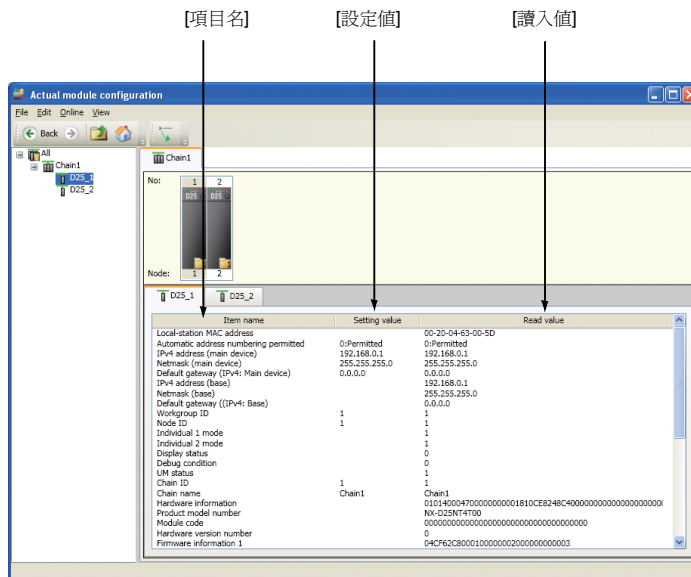 [項目名] [設定値] [讀入値]
Actual module configuration
File Edit Online View
Back
All
Chain1
D25_1
D25_2
Chain1
No: 1 2
D25 D25
Node: 1 2
D25_1 D25_2
Item name Setting value Read value
Local-station MAC address 00-20-04-63-00-5D
Automatic address numbering permitted 0:Permitted 0:Permitted
IPv4 address (main device) 192.168.0.1 192.168.0.1
Netmask (main device) 255.255.255.0 255.255.255.0
Default gateway (IPv4: Main device) 0.0.0.0 0.0.0.0
IPv4 address (base) 192.168.0.1
Netmask (base) 255.255.255.0
Default gateway ((IPv4: Base) 0.0.0.0
Workgroup ID 1 1
Node ID 1 1
Individual 1 mode 1
Individual 2 mode 1
Display status 0
Debug condition 0
UM status 1
Chain ID 1 1
Chain name Chain1 Chain1
Hardware information
Product model number NX-D25NT4T00
Module code
Hardware version number 0
Firmware information 1